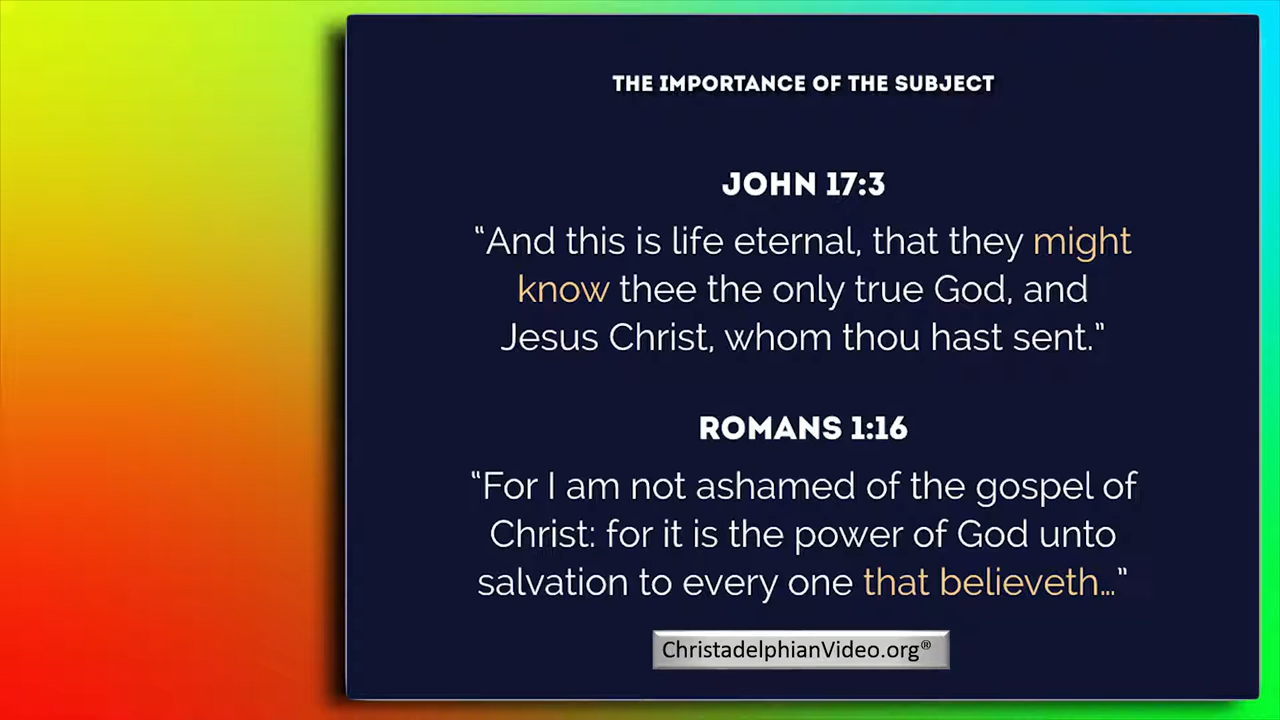 THE IMPORTANCE OF THE SUBJECT
JOHN 17:3
“And this is life eternal, that they might
know thee the only true God, and
Jesus Christ, whom thou hast sent.”
ROMANS 1:16
“For I am not ashamed of the gospel of
Christ: for it is the power of God unto
salvation to every one that believeth...”
ChristadelphianVideo.org®